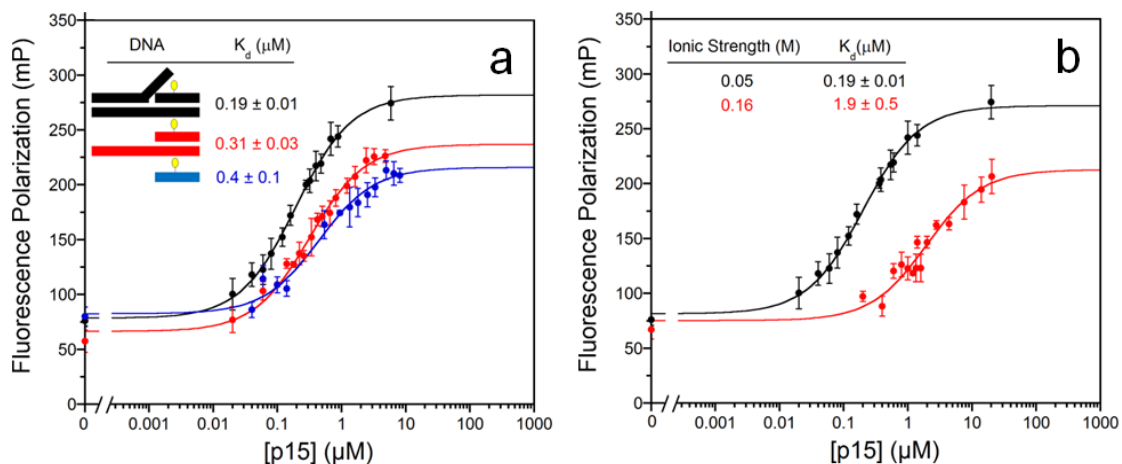 a
DNA K_d (μM)
0.19 ± 0.01
0.31 ± 0.03
0.4 ± 0.1
Fluorescence Polarization (mP)
350
300
250
200
150
100
50
0
0 0.001 0.01 0.1 1 10 100 1000
[p15] (μM)
b
Ionic Strength (M) K_d (μM)
0.05 0.19 ± 0.01
0.16 1.9 ± 0.5
Fluorescence Polarization (mP)
350
300
250
200
150
100
50
0
0 0.001 0.01 0.1 1 10 100 1000
[p15] (μM)